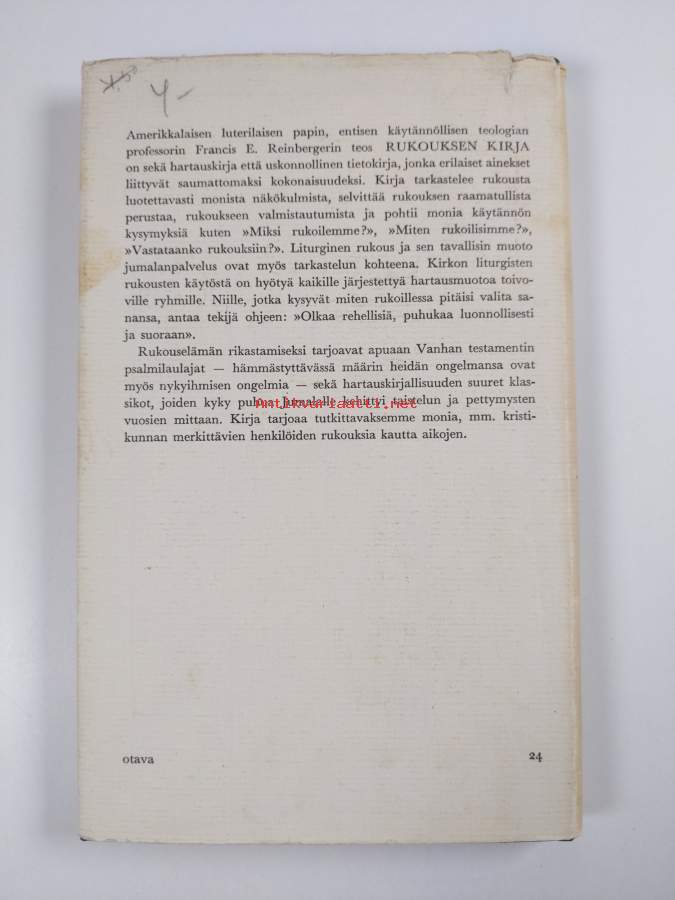 4-
Amerikkalaisen luterilaisen papin, entisen käytännöllisen teologian
professorin Francis E. Reinbergerin teos RUKOUKSEN KIRJA
on sekä hartauskirja että uskonnollinen tietokirja, jonka erilaiset ainekset
liittyvät saumattomaksi kokonaisuudeksi. Kirja tarkastelee rukousta
luotettavasti monista näkökulmista, selvittää rukouksen raamatullista
perustaa, rukoukseen valmistautumista ja pohtii monia käytännön
kysymyksiä kuten »Miksi rukoilemme?», »Miten rukoilisimme?»,
»Vastataanko rukouksiin?». Liturginen rukous ja sen tavallisin muoto
jumalanpalvelus ovat myös tarkastelun kohteena. Kirkon liturgisten
rukousten käytöstä on hyötyä kaikille järjestettyä hartausmuotoa toivo-
ville ryhmille. Niille, jotka kysyvät miten rukoillessa pitäisi valita sa-
nansa, antaa tekijä ohjeen: »Olkaa rehellisiä, puhukaa luonnollisesti
ja suoraan».
Rukouselämän rikastamiseksi tarjoavat apuaan Vanhan testamentin
psalmilaulajat — hämmästyttävässä määrin heidän ongelmansa ovat
myös nykyihmisen ongelmia — sekä hartauskirjallisuuden suuret klas-
sikot, joiden kyky puhua Jumalalle kehittyi taistelun ja pettymysten
vuosien mittaan. Kirja tarjoaa tutkittavaksemme monia, mm. kristi-
kunnan merkittävien henkilöiden rukouksia kautta aikojen.
Antikvariaatti.net
otava
24